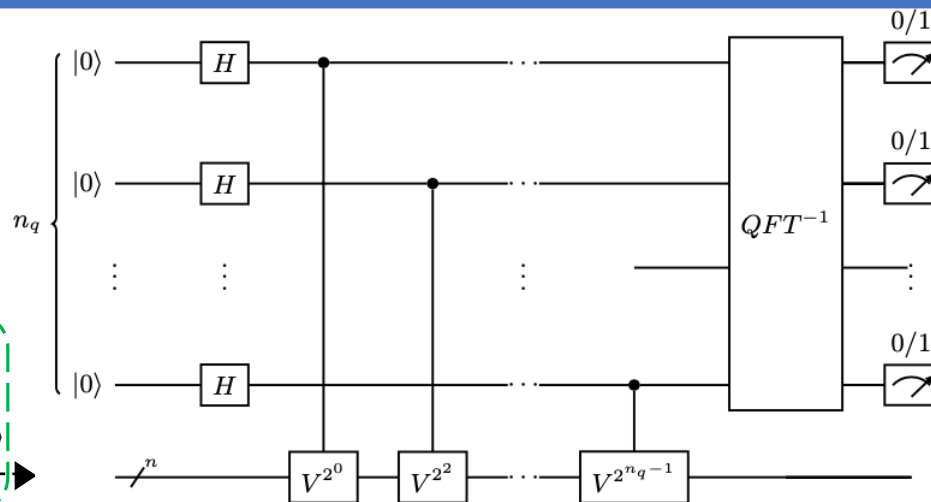 0/1
|0⟩ H ⋯
0/1
|0⟩ H ⋯
n_q QFT^{-1}
⋮ ⋮ ⋮ ⋮
0/1
|0⟩ H ⋯
n V^{2^0} V^{2^2} ⋯ V^{2^{n_q-1}}